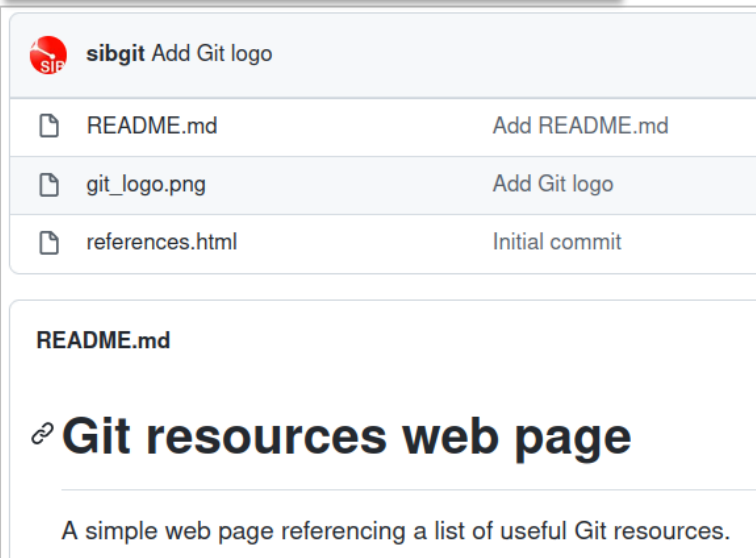 SIB
sibgit Add Git logo
README.md Add README.md
git_logo.png Add Git logo
references.html Initial commit
README.md
Git resources web page
A simple web page referencing a list of useful Git resources.